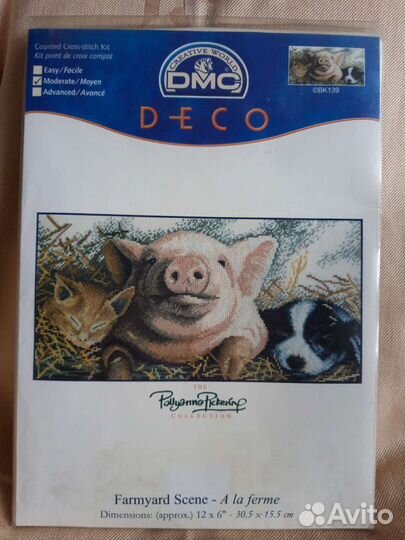 Counted Cross-stitch Kit
Kit point de croix compté
Easy/Facile
Moderate/Moyen
Advanced/Avancé
CREATIVE WORLD
DMC
©BK139
DECO
THE
Pollyanna Pickering
COLLECTION
Farmyard Scene - A la ferme
Dimensions: (approx.) 12 x 6" - 30.5 x 15.5 cm
Avito